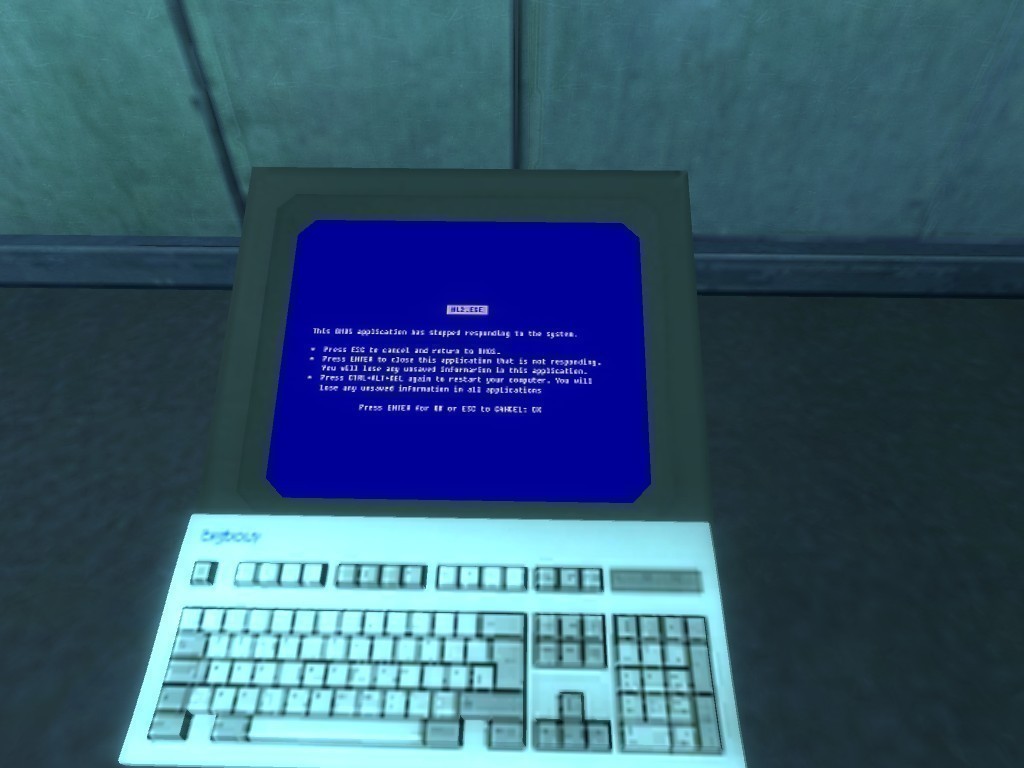 HL2.EXE
This BMOS application has stopped responding to the system.
* Press ESC to cancel and return to BMOS.
* Press ENTER to close this application that is not responding.
You will lose any unsaved information in this application.
* Press CTRL+ALT+DEL again to restart your computer. You will
lose any unsaved information in all applications
Press ENTER for OK or ESC to CANCEL: OK